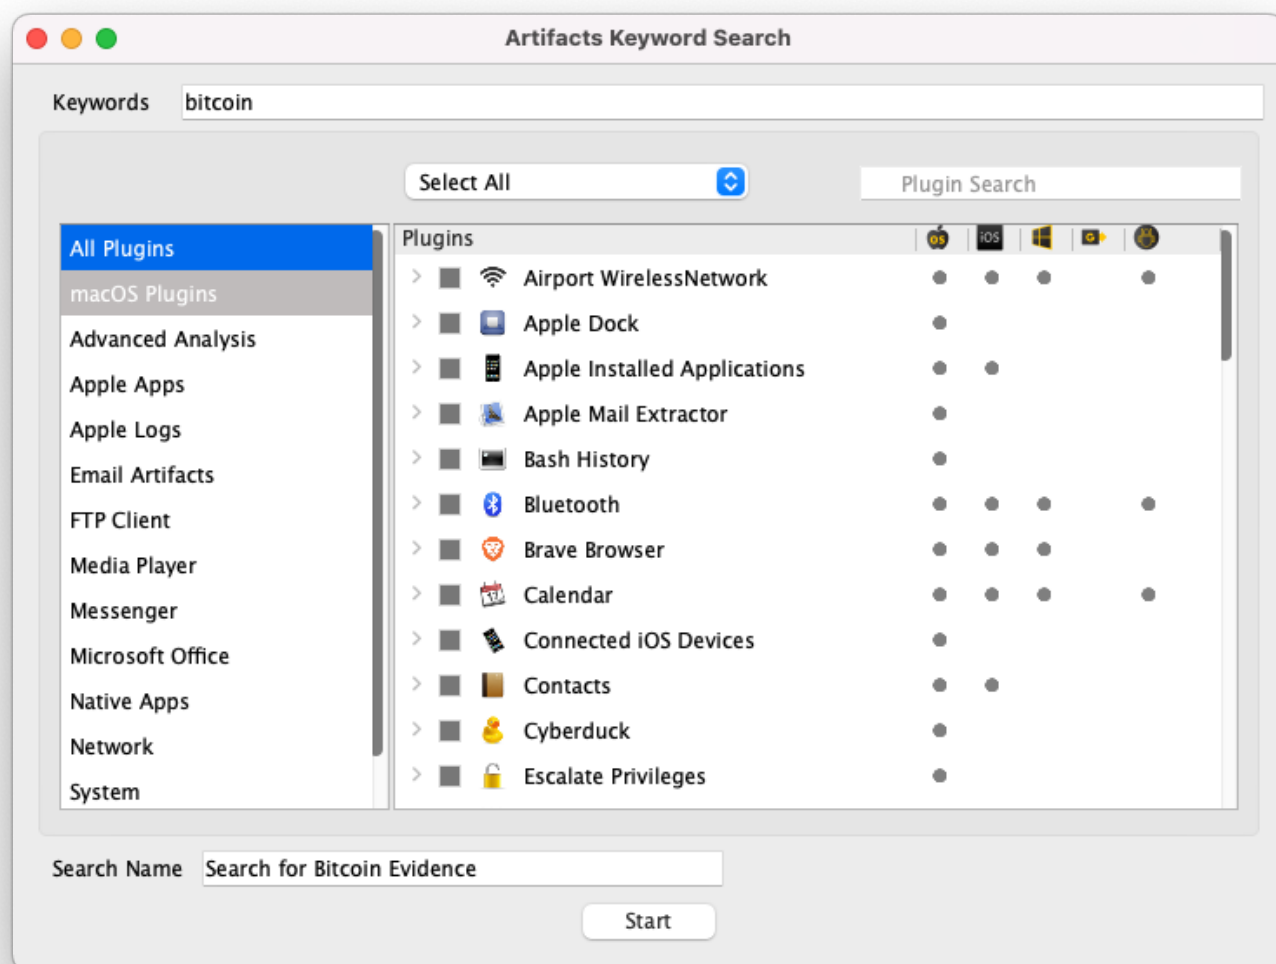 Artifacts Keyword Search
Keywords bitcoin
Select All
Plugin Search
All Plugins
macOS Plugins
Advanced Analysis
Apple Apps
Apple Logs
Email Artifacts
FTP Client
Media Player
Messenger
Microsoft Office
Native Apps
Network
System
Plugins OS iOS G
Airport WirelessNetwork
Apple Dock
Apple Installed Applications
Apple Mail Extractor
Bash History
Bluetooth
Brave Browser
17 Calendar
Connected iOS Devices
Contacts
Cyberduck
Escalate Privileges
Search Name Search for Bitcoin Evidence
Start